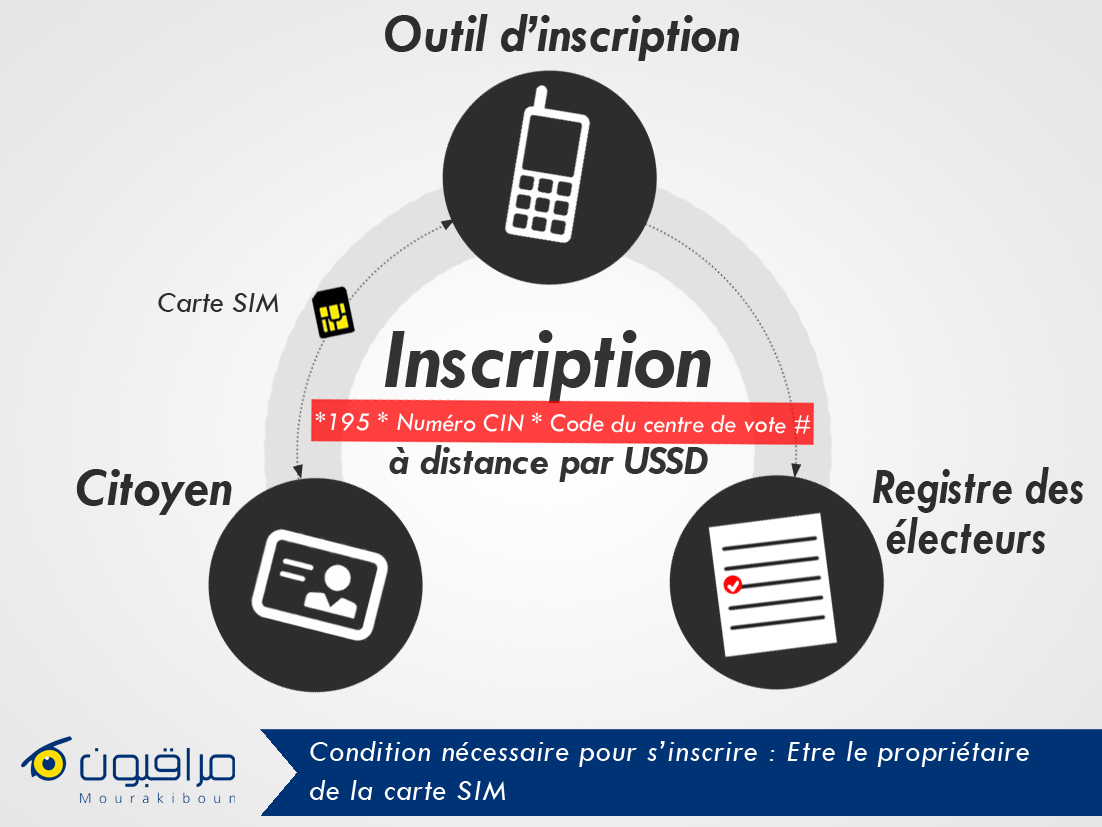 Outil d’inscription
Carte SIM
Inscription
*195 * Numéro CIN * Code du centre de vote #
à distance par USSD
Citoyen
Registre des
électeurs
مراقبون
Mourakiboun
Condition nécessaire pour s’inscrire : Etre le propriétaire
de la carte SIM